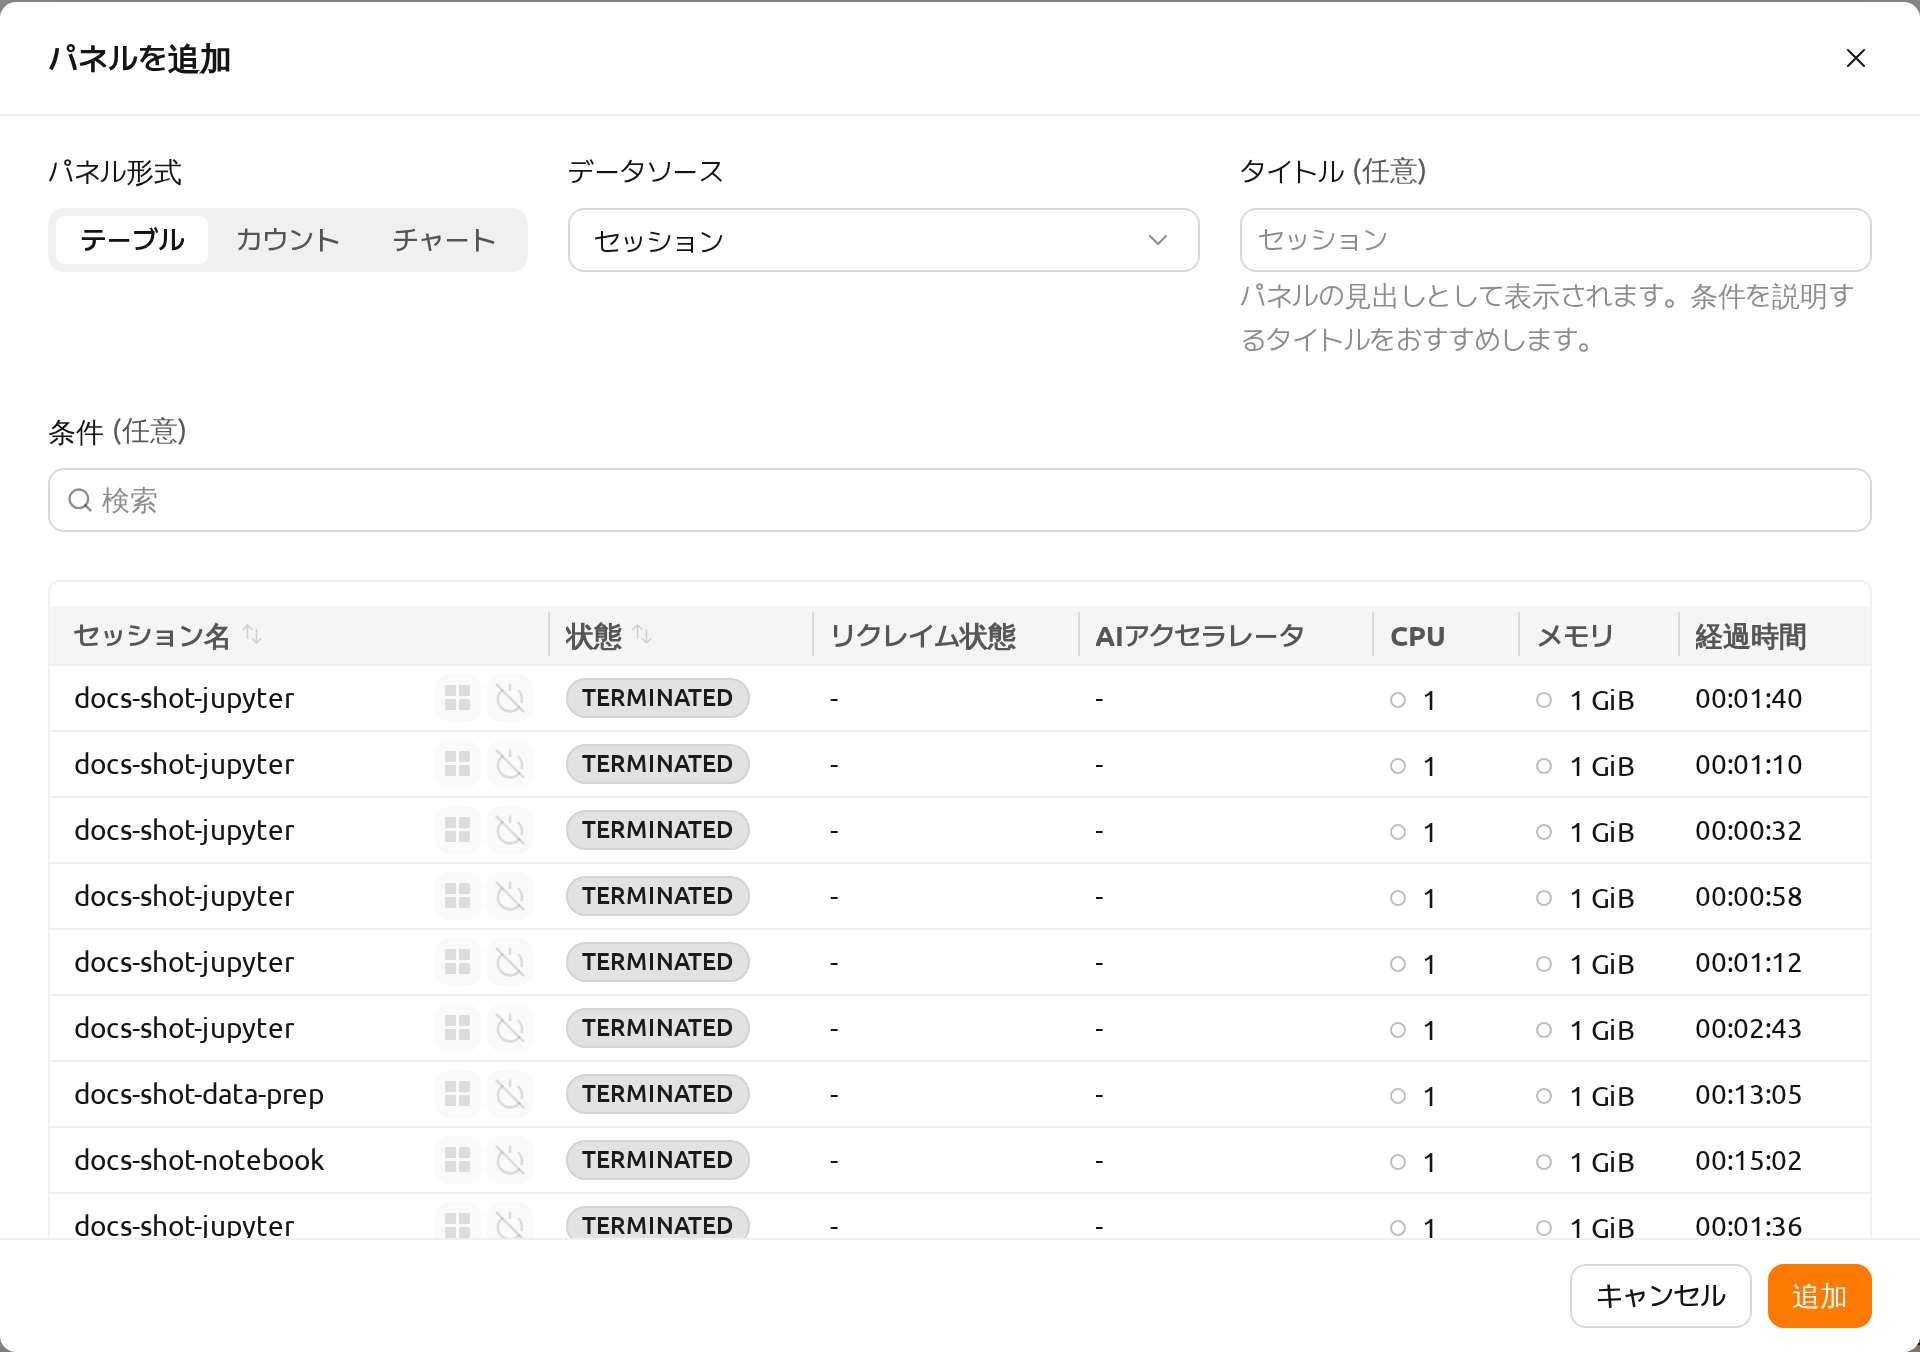 パネルを追加
パネル形式
データソース
タイトル (任意)
テーブル カウント チャート
セッション
セッション
パネルの見出しとして表示されます。条件を説明す
るタイトルをおすすめします。
条件 (任意)
検索
セッション名 状態 リクレイム状態 AIアクセラレータ CPU メモリ 経過時間
docs-shot-jupyter TERMINATED - - 1 1 GiB 00:01:40
docs-shot-jupyter TERMINATED - - 1 1 GiB 00:01:10
docs-shot-jupyter TERMINATED - - 1 1 GiB 00:00:32
docs-shot-jupyter TERMINATED - - 1 1 GiB 00:00:58
docs-shot-jupyter TERMINATED - - 1 1 GiB 00:01:12
docs-shot-jupyter TERMINATED - - 1 1 GiB 00:02:43
docs-shot-data-prep TERMINATED - - 1 1 GiB 00:13:05
docs-shot-notebook TERMINATED - - 1 1 GiB 00:15:02
docs-shot-jupyter TERMINATED - - 1 1 GiB 00:01:36
キャンセル 追加